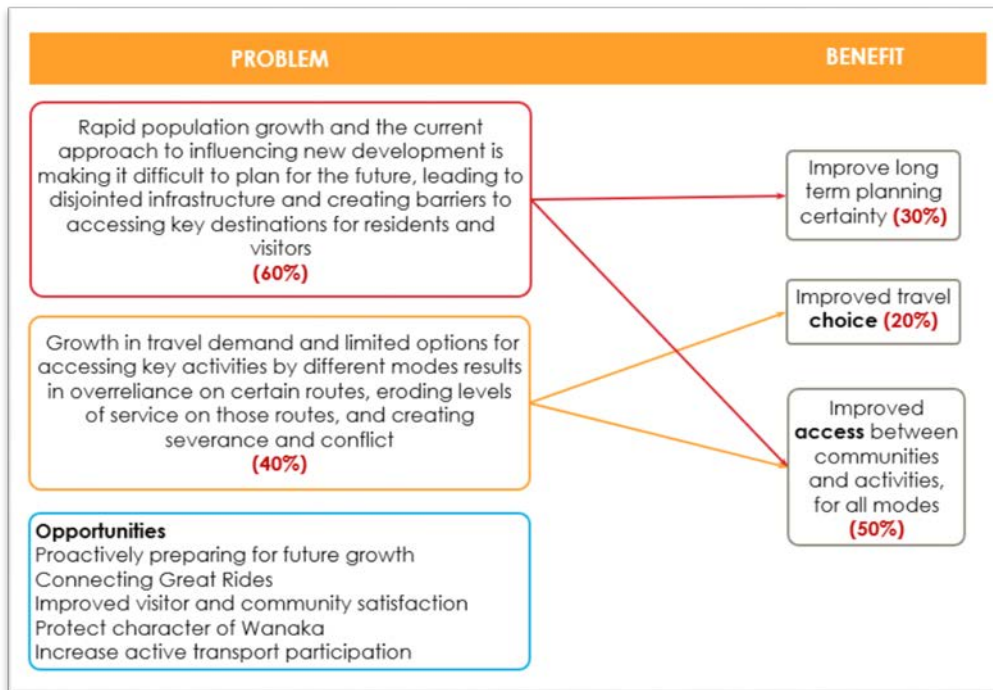 PROBLEM
BENEFIT
Rapid population growth and the current
approach to influencing new development is
making it difficult to plan for the future, leading to
disjointed infrastructure and creating barriers to
accessing key destinations for residents and
visitors
(60%)
Growth in travel demand and limited options for
accessing key activities by different modes results
in overreliance on certain routes, eroding levels
of service on those routes, and creating
severance and conflict
(40%)
Opportunities
Proactively preparing for future growth
Connecting Great Rides
Improved visitor and community satisfaction
Protect character of Wanaka
Increase active transport participation
Improve long
term planning
certainty (30%)
Improved travel
choice (20%)
Improved
access between
communities
and activities,
for all modes
(50%)